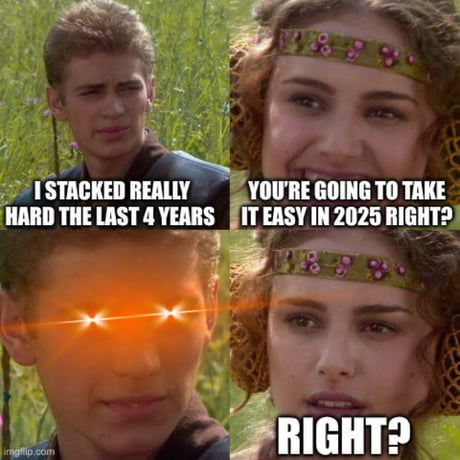 I STACKED REALLY
HARD THE LAST 4 YEARS
YOU'RE GOING TO TAKE
IT EASY IN 2025 RIGHT?
RIGHT?
imgflip.com